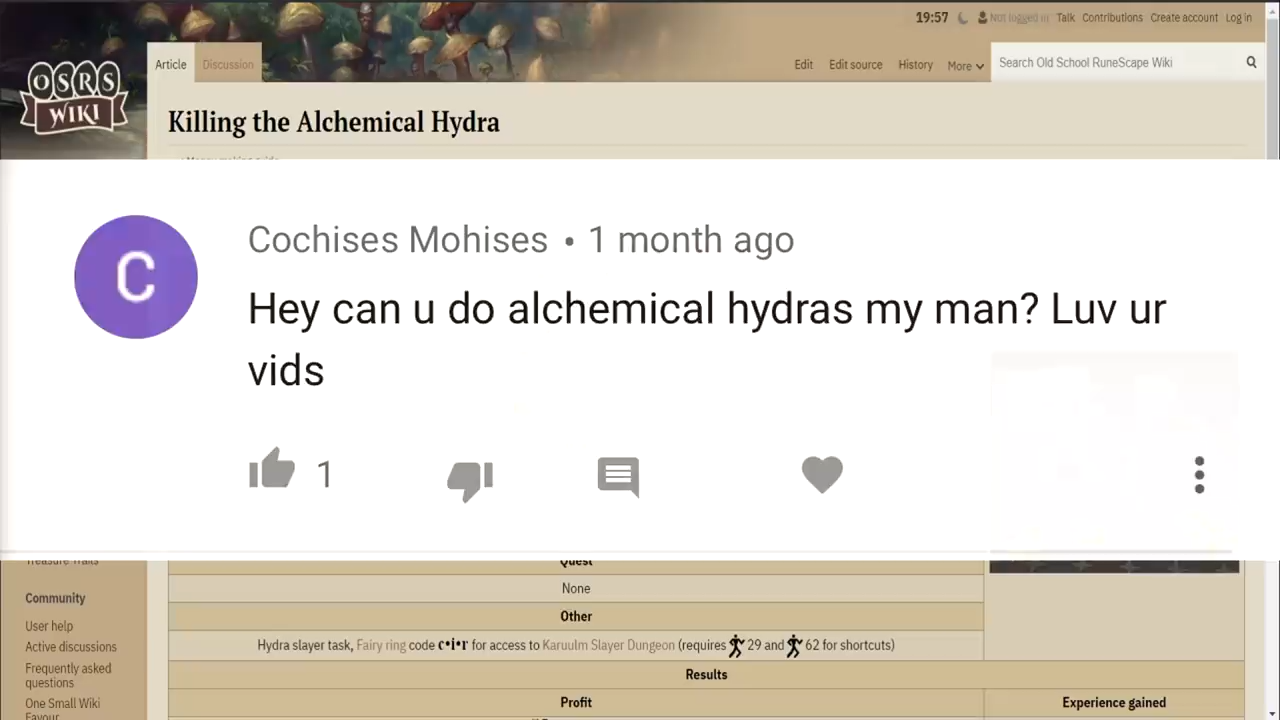 19:57 Not logged in Talk Contributions Create account Log in
OSRS
WIKI
Article Discussion Edit Edit source History More Search Old School RuneScape Wiki
Killing the Alchemical Hydra
Cochises Mohises • 1 month ago
C
Hey can u do alchemical hydras my man? Luv ur
vids
1
Treasure Trails
Quest
None
Community
Other
User help
Hydra slayer task, Fairy ring code c•i•r for access to Karuulm Slayer Dungeon (requires 29 and 62 for shortcuts)
Active discussions
Frequently asked
questions
Results
One Small Wiki
Favour
Profit Experience gained